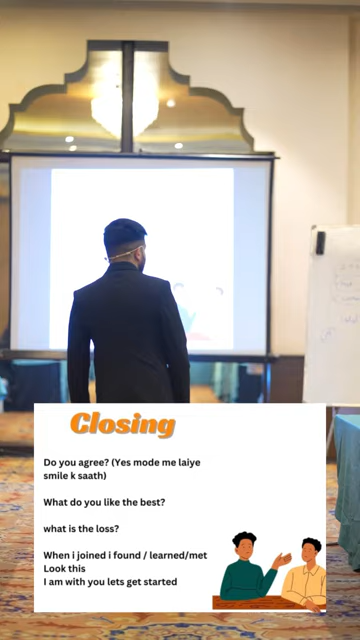 Closing
Do you agree? (Yes mode me laiye
smile k saath)
What do you like the best?
what is the loss?
When i joined i found / learned/met
Look this
I am with you lets get started